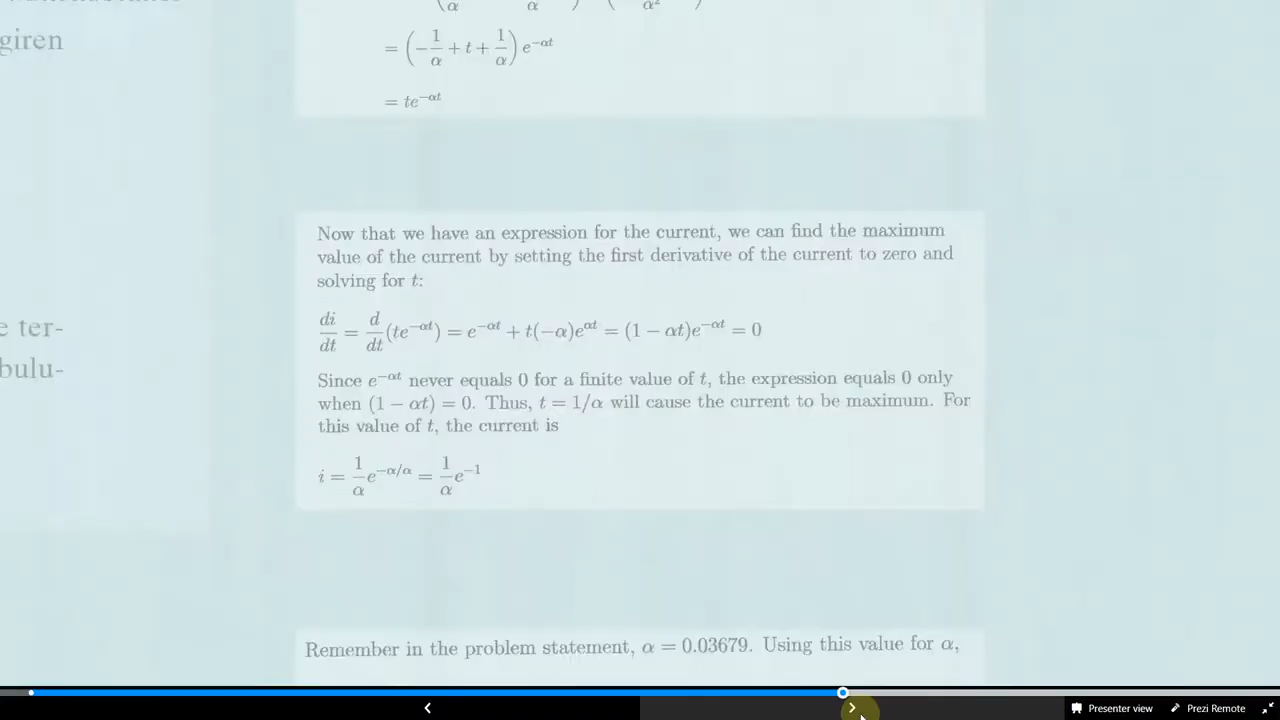 giren
= (-1/α + t + 1/α) e^{-αt}
= te^{-αt}
Now that we have an expression for the current, we can find the maximum
value of the current by setting the first derivative of the current to zero and
solving for t:
di/dt = d/dt (te^{-αt}) = e^{-αt} + t(-α)e^{αt} = (1 - αt)e^{-αt} = 0
e ter-
bulu-
Since e^{-αt} never equals 0 for a finite value of t, the expression equals 0 only
when (1 - αt) = 0. Thus, t = 1/α will cause the current to be maximum. For
this value of t, the current is
i = 1/α e^{-α/α} = 1/α e^{-1}
Remember in the problem statement, α = 0.03679. Using this value for α,
Presenter view
Prezi Remote